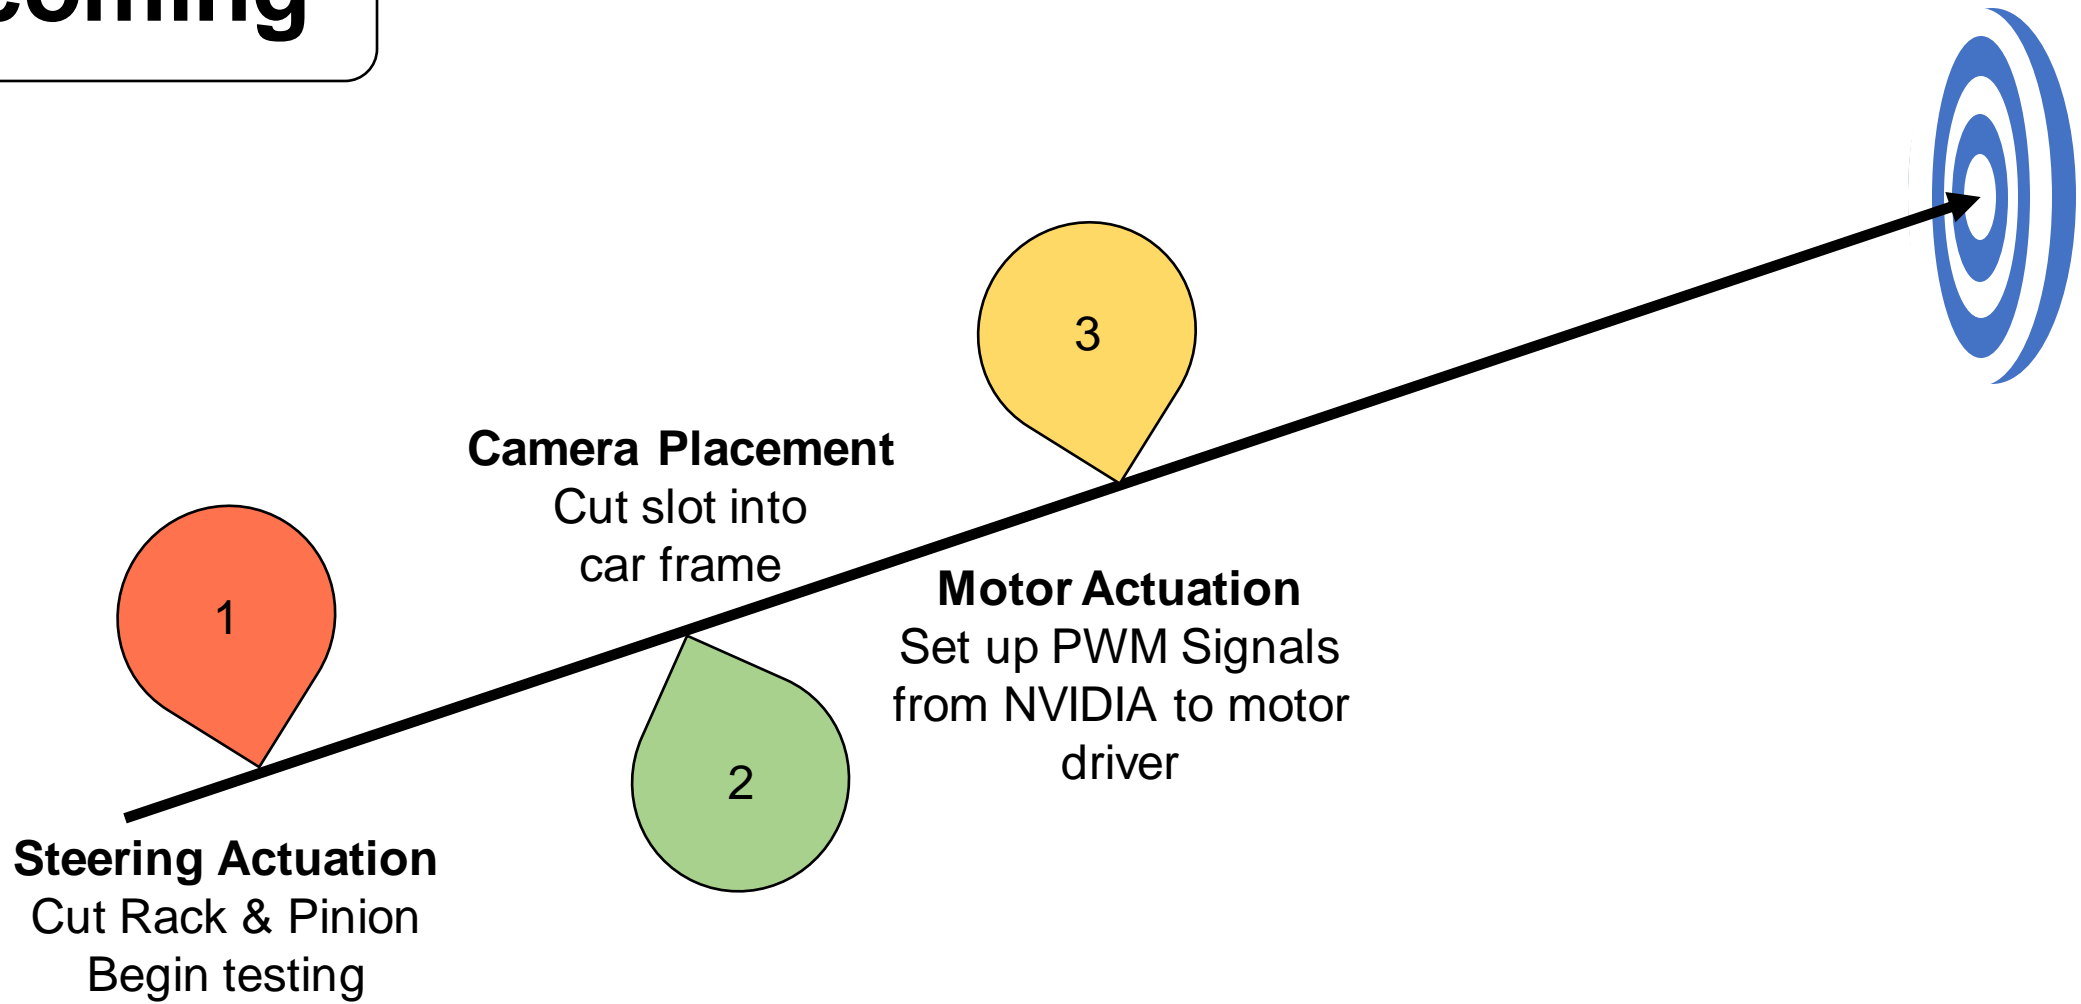 1
Steering Actuation
Cut Rack & Pinion
Begin testing
Camera Placement
Cut slot into
car frame
2
3
Motor Actuation
Set up PWM Signals
from NVIDIA to motor
driver